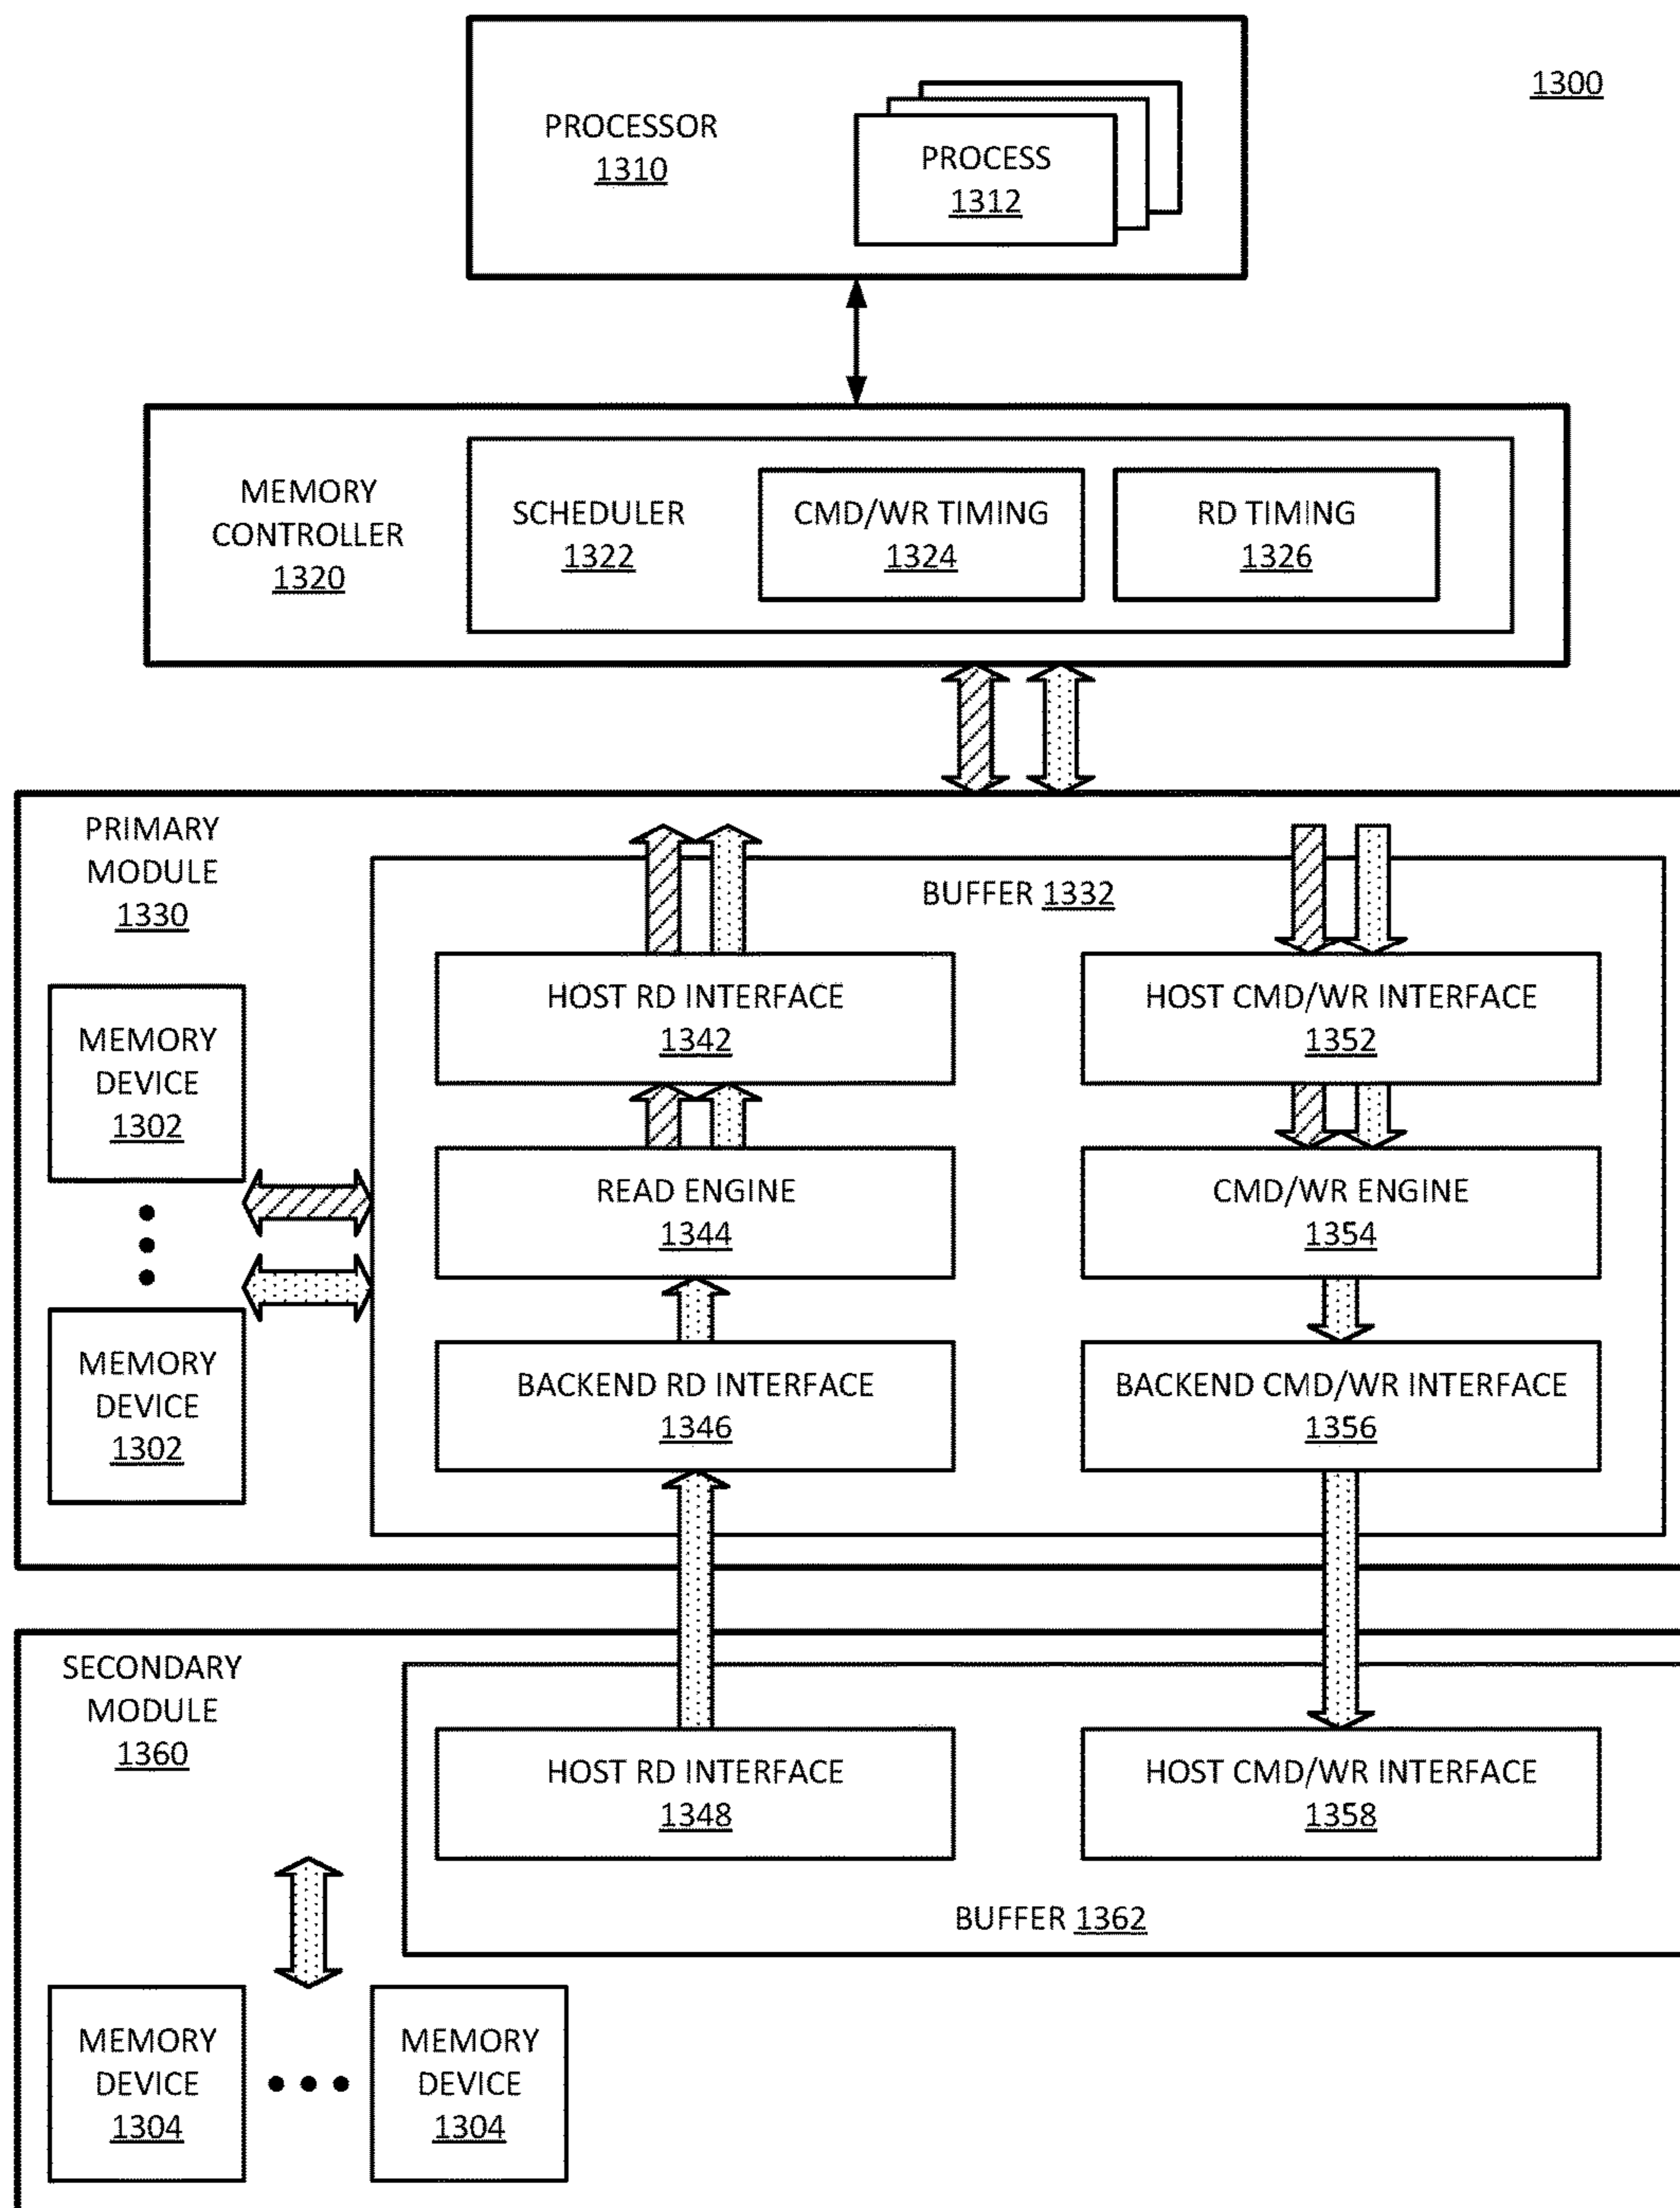 1300
PROCESSOR
1310
PROCESS
1312
MEMORY
CONTROLLER
1320
SCHEDULER
1322
CMD/WR TIMING
1324
RD TIMING
1326
PRIMARY
MODULE
1330
BUFFER 1332
HOST RD INTERFACE
1342
HOST CMD/WR INTERFACE
1352
MEMORY
DEVICE
1302
READ ENGINE
1344
CMD/WR ENGINE
1354
MEMORY
DEVICE
1302
BACKEND RD INTERFACE
1346
BACKEND CMD/WR INTERFACE
1356
SECONDARY
MODULE
1360
HOST RD INTERFACE
1348
HOST CMD/WR INTERFACE
1358
BUFFER 1362
MEMORY
DEVICE
1304
MEMORY
DEVICE
1304